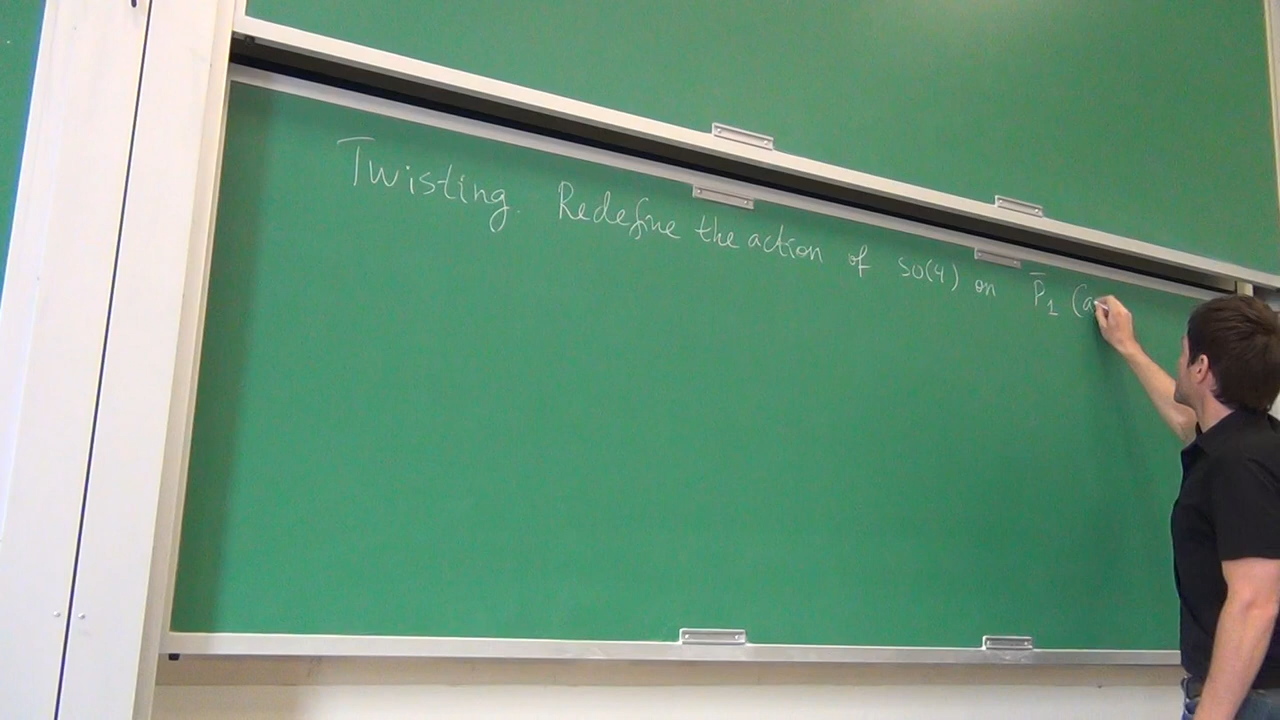 Twisting. Redefine the action of so(4) on P̄₁ (a